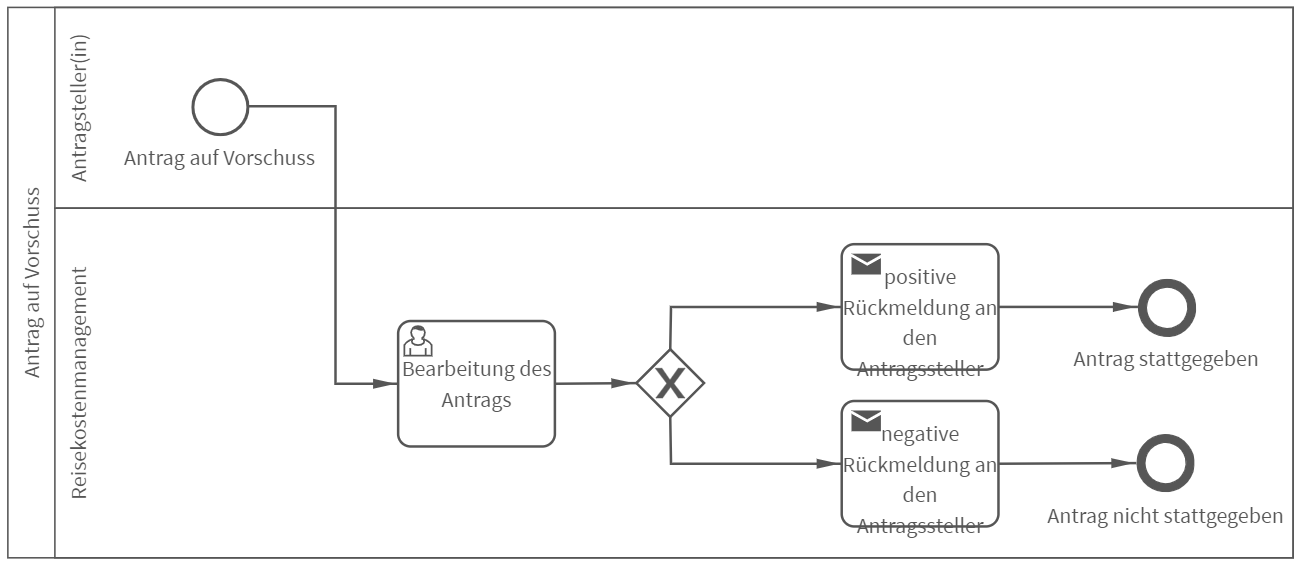 Antrag auf Vorschuss
Antragsteller(in)
Antrag auf Vorschuss
Reisekostenmanagement
Bearbeitung des
Antrags
X
positive
Rückmeldung an
den
Antragssteller
Antrag stattgegeben
negative
Rückmeldung an
den
Antragssteller
Antrag nicht stattgegeben